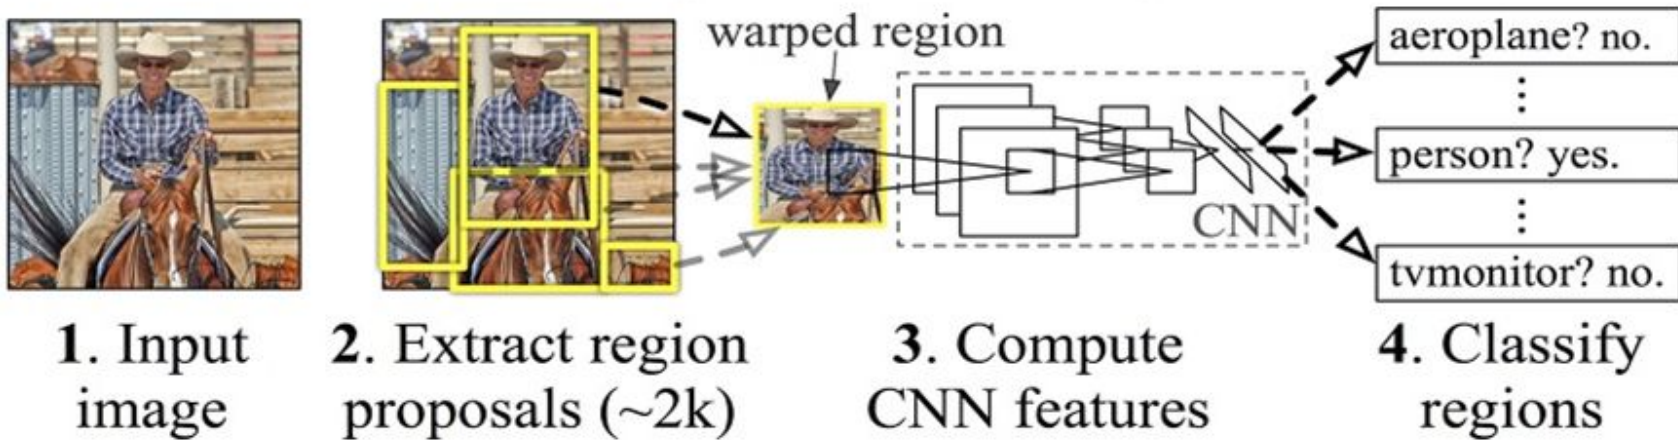 warped region
aeroplane? no.
person? yes.
CNN
tvmonitor? no.
1. Input
image
2. Extract region
proposals (~2k)
3. Compute
CNN features
4. Classify
regions